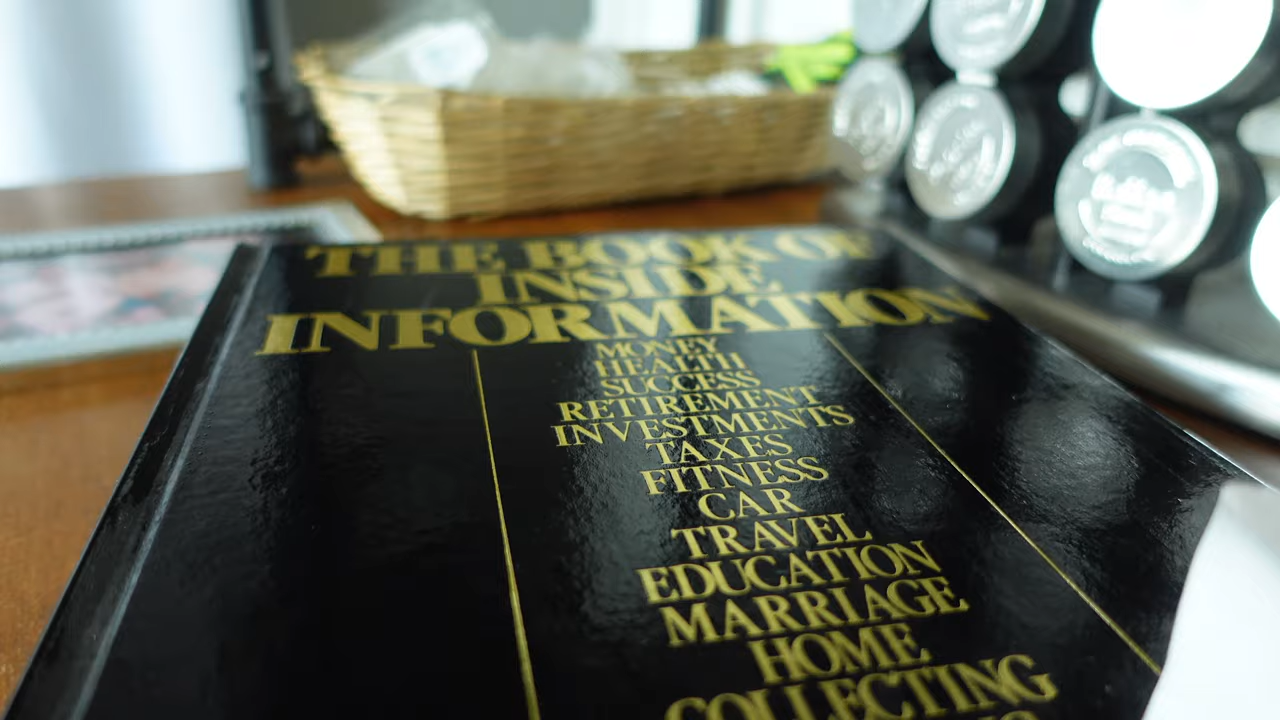 THE BOOK OF
INSIDE
INFORMATION
MONEY
HEALTH
SUCCESS
RETIREMENT
INVESTMENTS
TAXES
FITNESS
CAR
TRAVEL
EDUCATION
MARRIAGE
HOME
COLLECTING